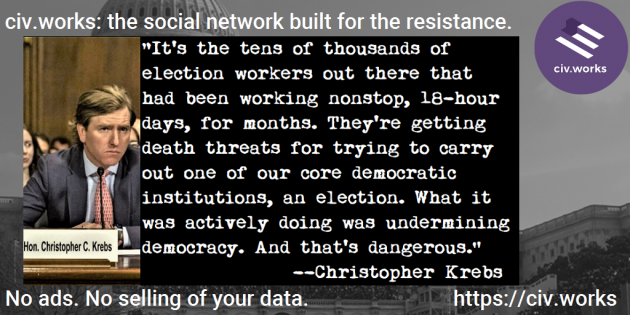 civ.works: the social network built for the resistance.
civ.works
"It's the tens of thousands of
election workers out there that
had been working nonstop, 18-hour
days, for months. They're getting
death threats for trying to carry
out one of our core democratic
institutions, an election. What it
was actively doing was undermining
democracy. And that's dangerous."
--Christopher Krebs
Hon. Christopher C. Krebs
No ads. No selling of your data.
https://civ.works